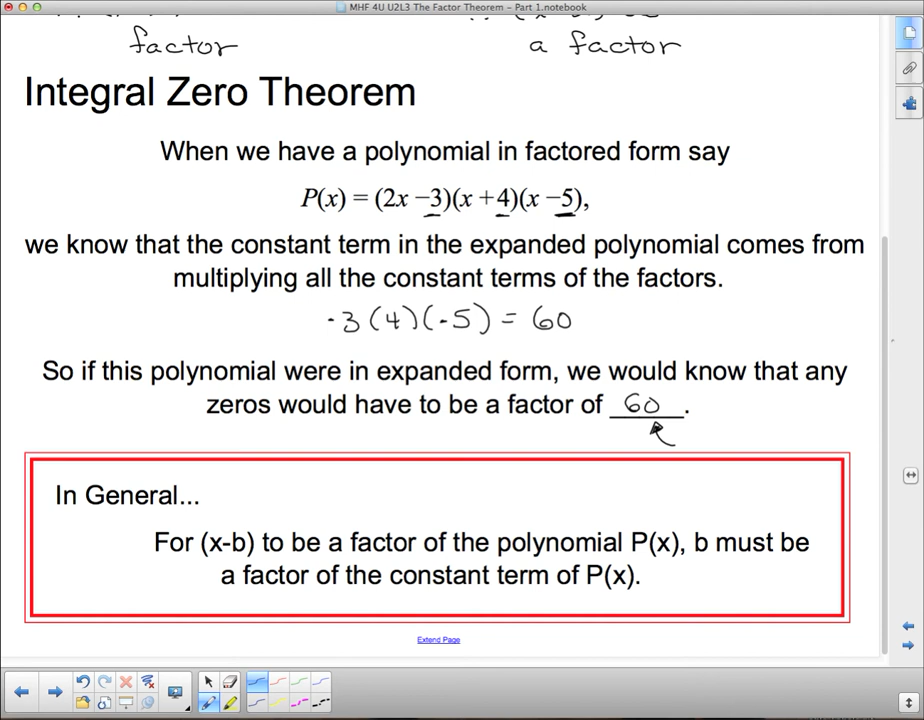 MHF 4U U2L3 The Factor Theorem - Part 1.notebook
factor
a factor
Integral Zero Theorem
When we have a polynomial in factored form say
P(x) = (2x −3)(x +4)(x −5),
we know that the constant term in the expanded polynomial comes from
multiplying all the constant terms of the factors.
-3(4)(-5) = 60
So if this polynomial were in expanded form, we would know that any
zeros would have to be a factor of 60.
In General...
For (x-b) to be a factor of the polynomial P(x), b must be
a factor of the constant term of P(x).
Extend Page